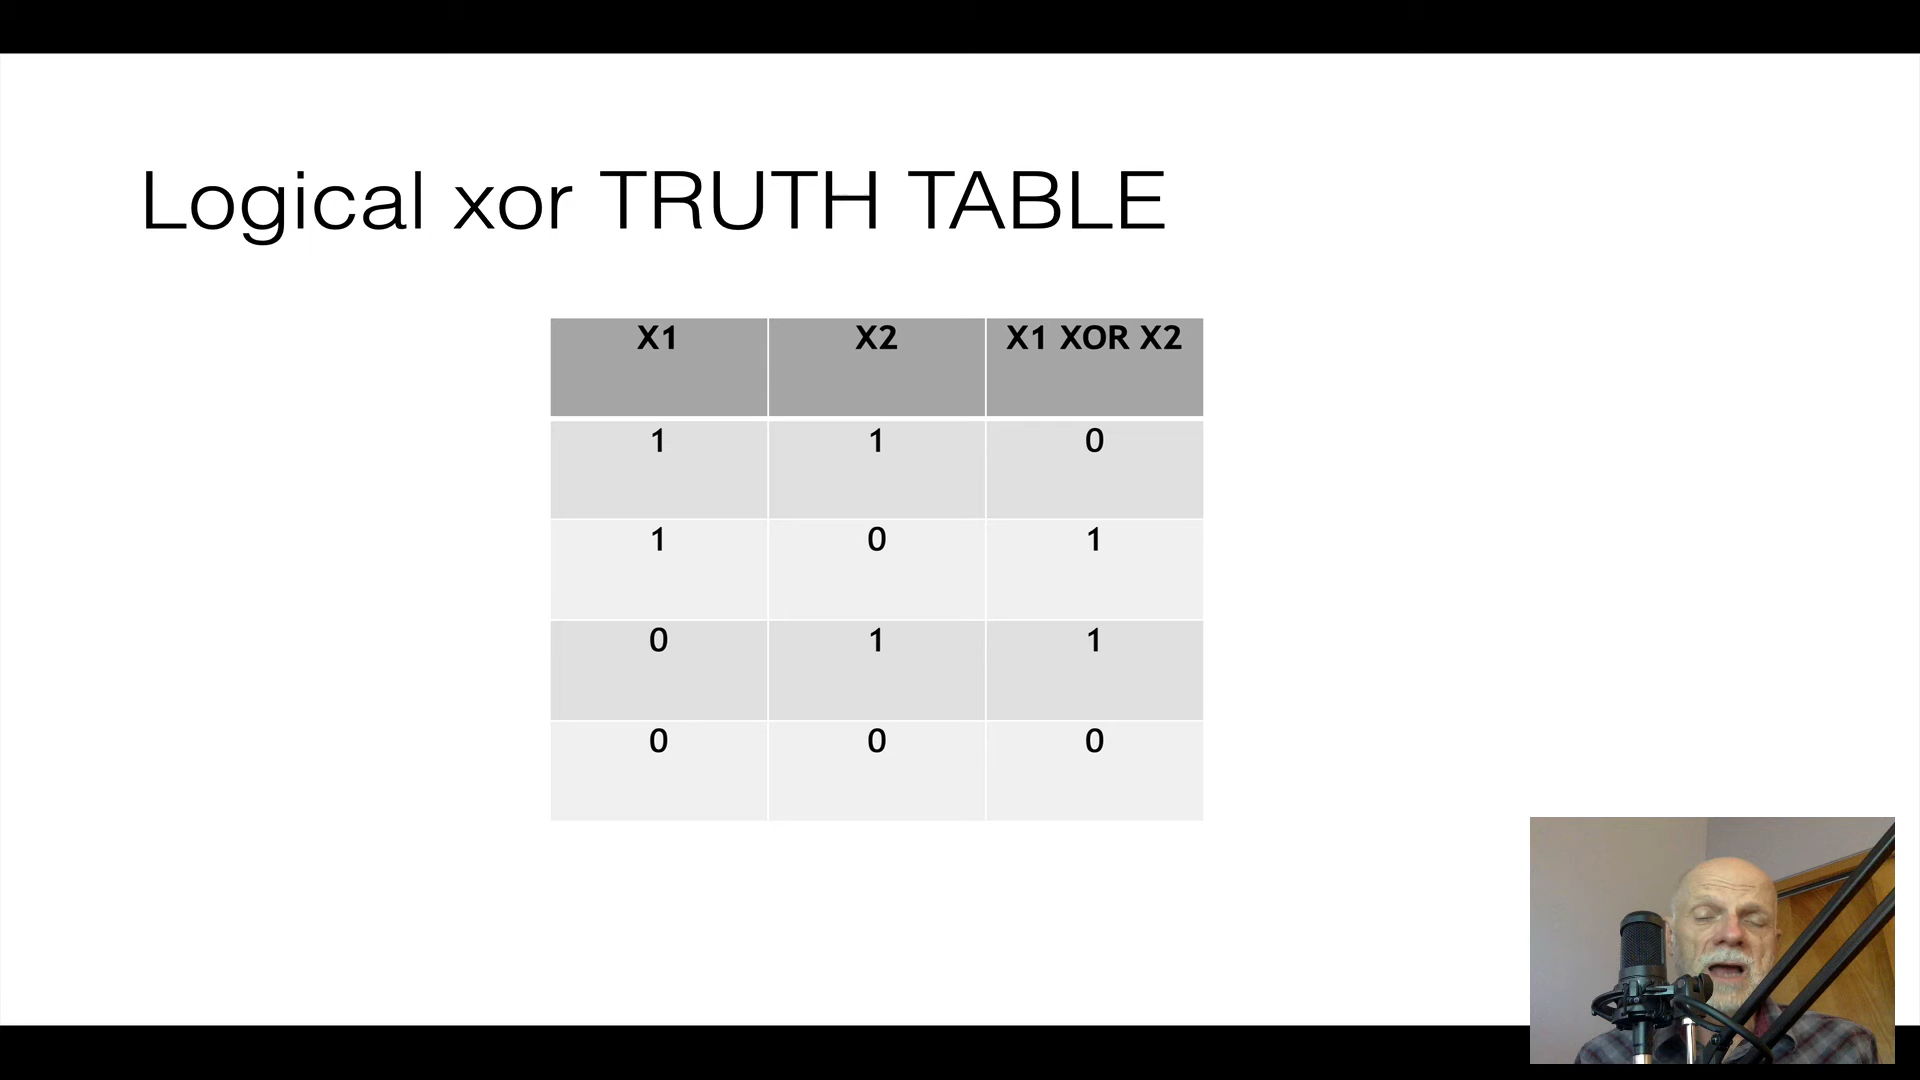 Logical xor TRUTH TABLE
X1 X2 X1 XOR X2
1 1 0
1 0 1
0 1 1
0 0 0